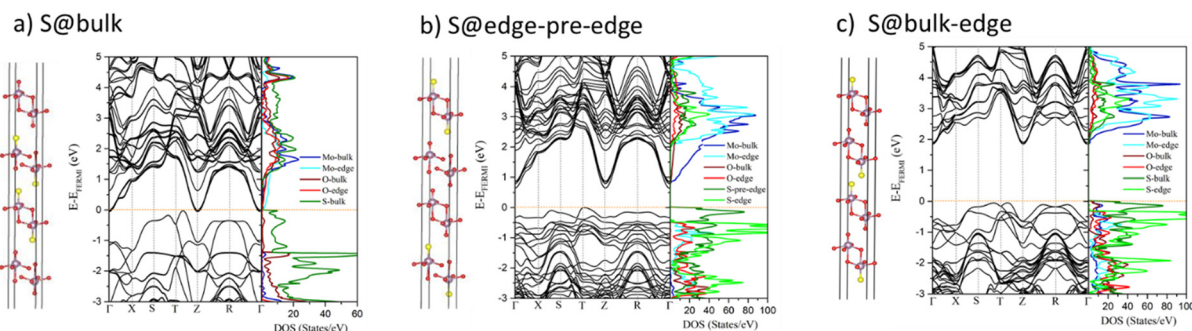 a) S@bulk
b) S@edge-pre-edge
c) S@bulk-edge
E-E_FERMI (eV)
5
4
3
2
1
0
-1
-2
-3
Γ X S T Z R Γ
Mo-bulk
Mo-edge
O-bulk
O-edge
S-bulk
20 40 60
DOS (States/eV)
E-E_FERMI (eV)
5
4
3
2
1
0
-1
-2
-3
Γ X S T Z R Γ
Mo-bulk
Mo-edge
O-bulk
O-edge
S-pre-edge
S-edge
20 40 60 80 100
DOS (States/eV)
E-E_FERMI (eV)
5
4
3
2
1
0
-1
-2
-3
Γ X S T Z R Γ
Mo-bulk
Mo-edge
O-bulk
O-edge
S-bulk
S-edge
20 40 60 80 100
DOS (States/eV)